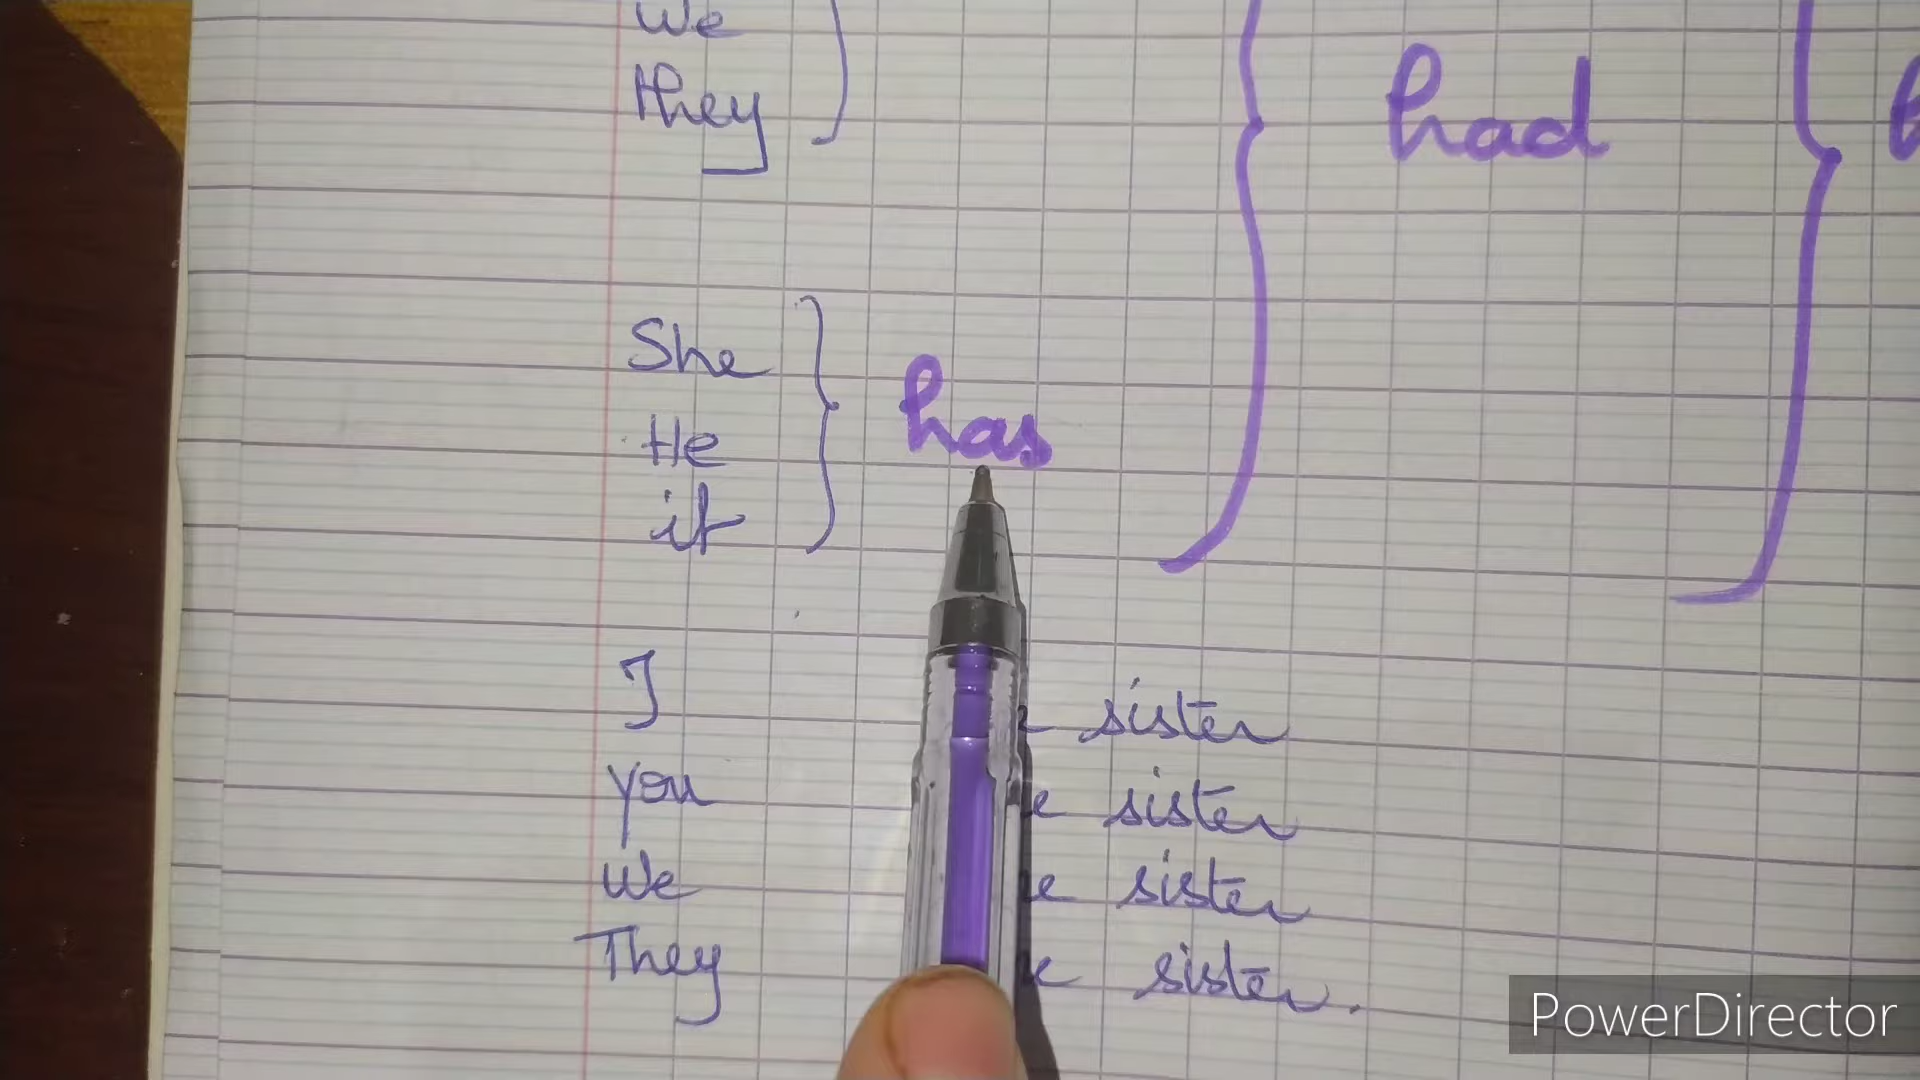 We
they
had
She
He
it
has
I sister
you sister
We sister
They sister.
PowerDirector